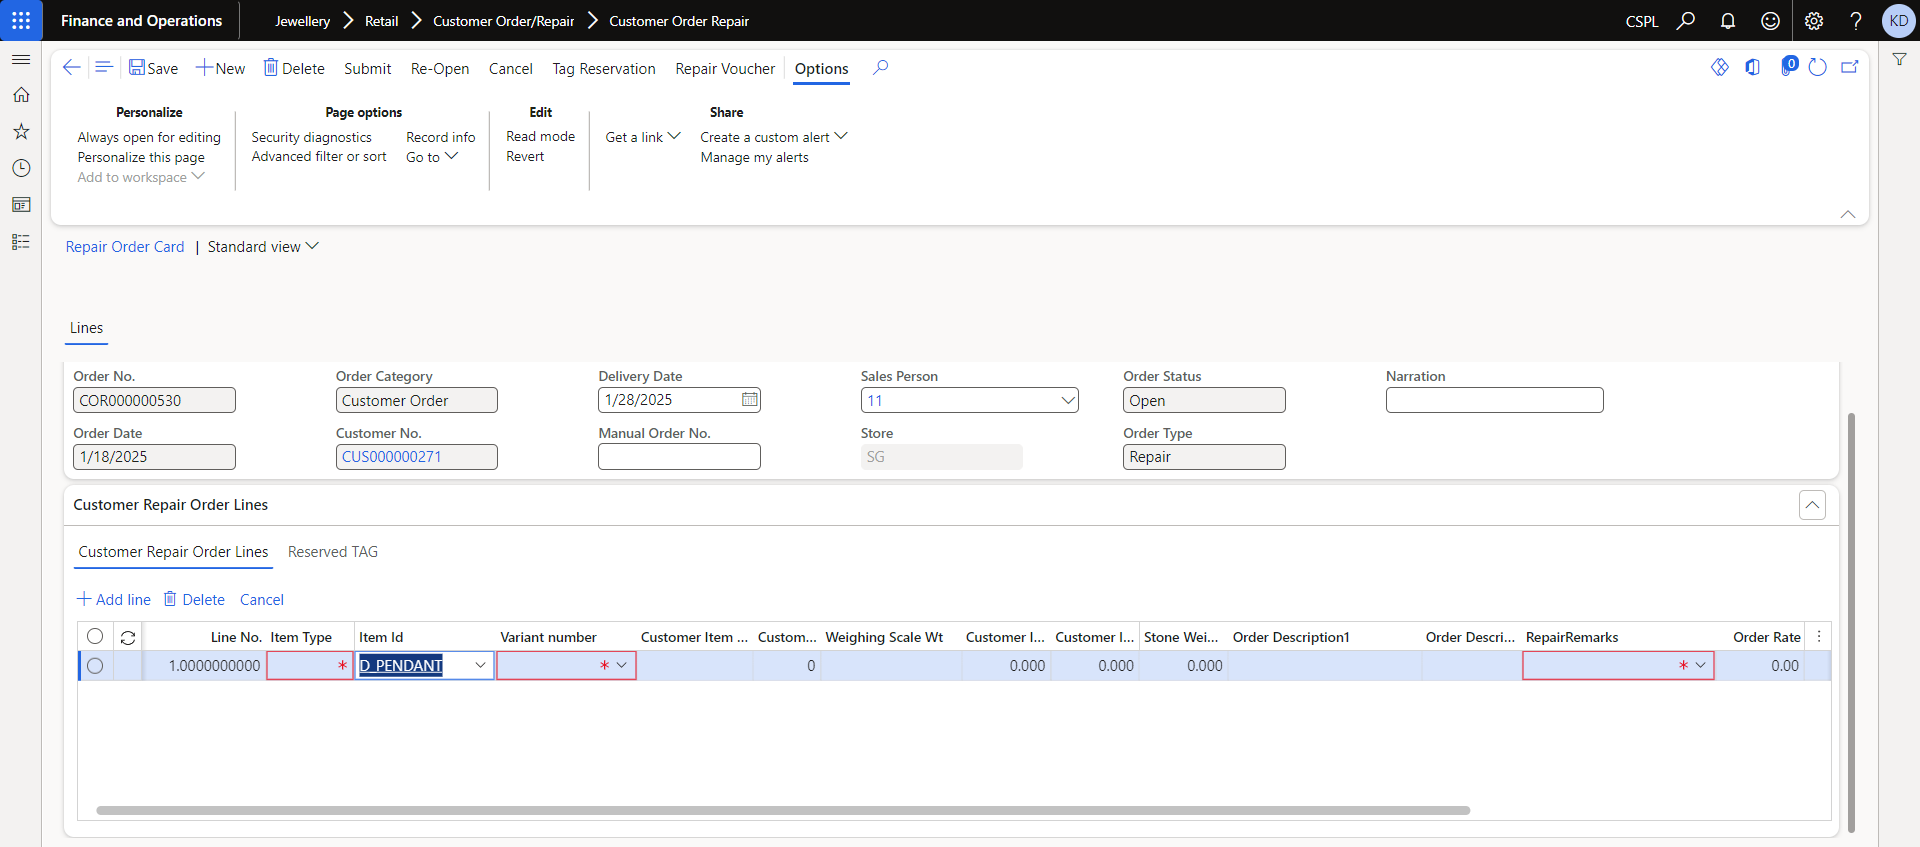 Finance and Operations Jewellery Retail Customer Order/Repair Customer Order Repair CSPL ? KD
Save New Delete Submit Re-Open Cancel Tag Reservation Repair Voucher Options 0
Personalize
Always open for editing
Personalize this page
Add to workspace
Page options
Security diagnostics Record info
Advanced filter or sort Go to
Edit
Read mode
Revert
Get a link
Share
Create a custom alert
Manage my alerts
Repair Order Card | Standard view
Lines
Order No. Order Category Delivery Date Sales Person Order Status Narration
COR000000530 Customer Order 1/28/2025 11 Open
Order Date Customer No. Manual Order No. Store Order Type
1/18/2025 CUS000000271 SG Repair
Customer Repair Order Lines
Customer Repair Order Lines Reserved TAG
+ Add line Delete Cancel
Line No. Item Type Item Id Variant number Customer Item ... Custom... Weighing Scale Wt Customer I... Customer I... Stone Wei... Order Description1 Order Descri... RepairRemarks Order Rate
1.0000000000 * D_PENDANT * 0 0.000 0.000 0.000 * 0.00